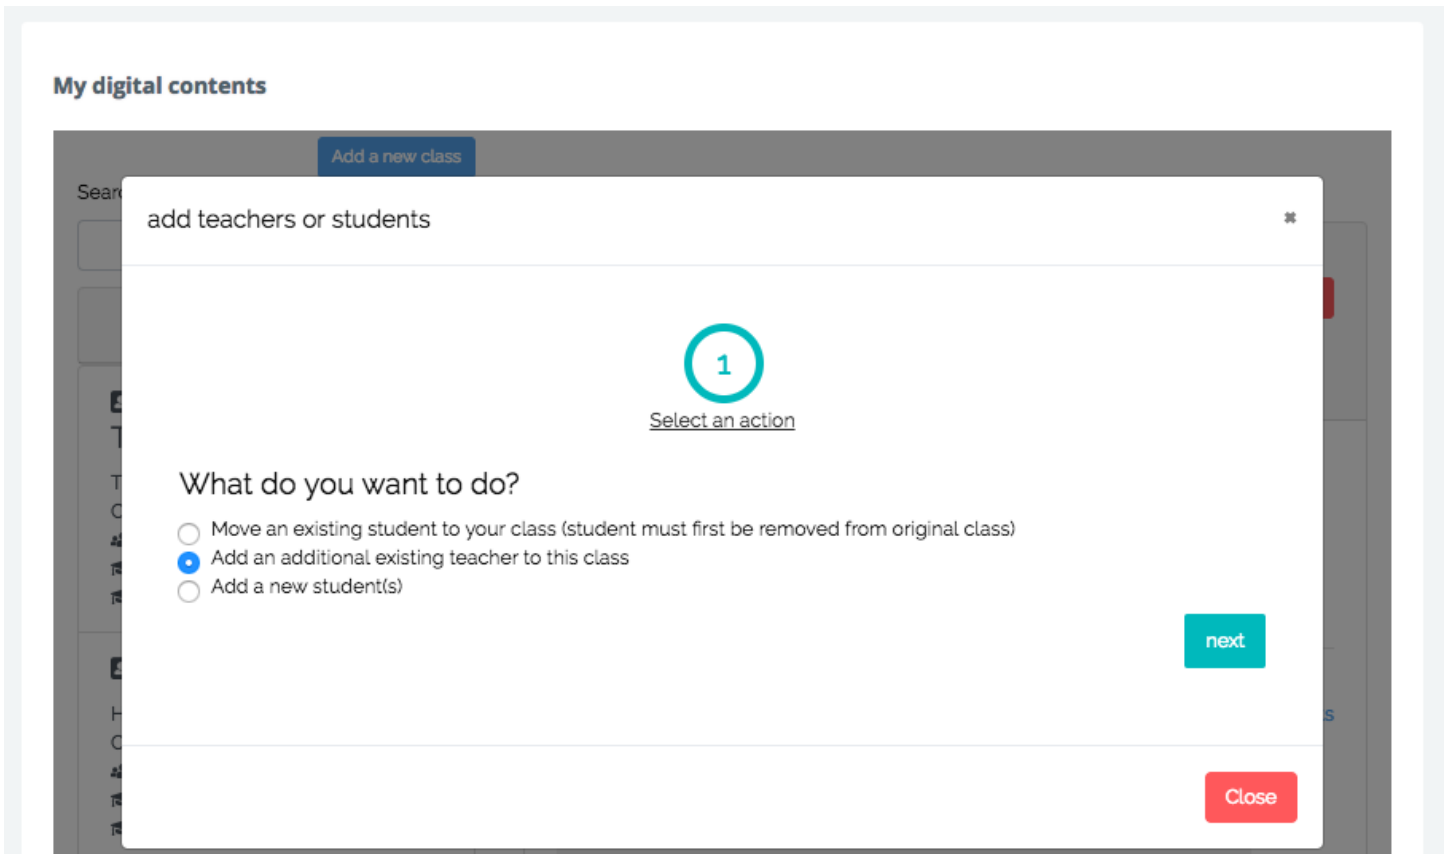 My digital contents
Add a new class
add teachers or students
1
Select an action
What do you want to do?
Move an existing student to your class (student must first be removed from original class)
Add an additional existing teacher to this class
Add a new student(s)
next
Close